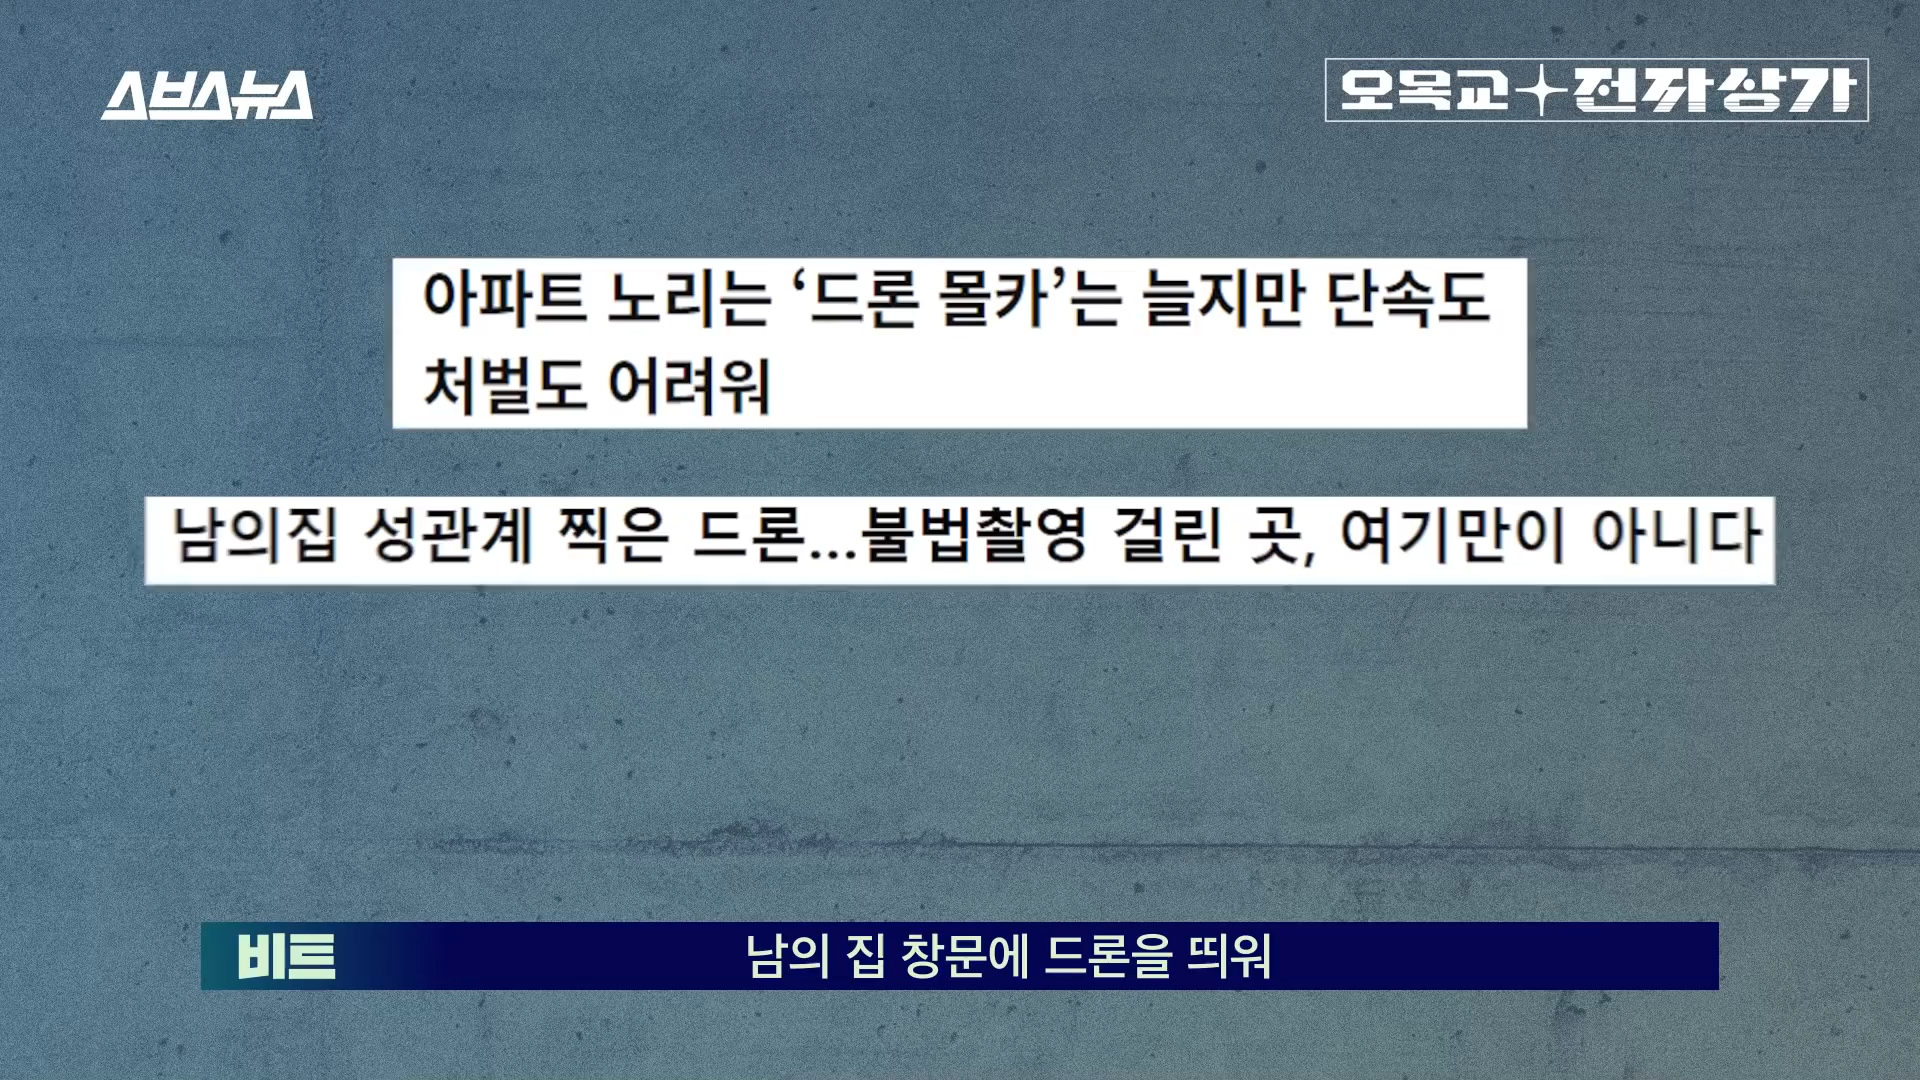 스브스뉴스
오목교 전자상가
아파트 노리는 ‘드론 몰카’는 늘지만 단속도
처벌도 어려워
남의집 성관계 찍은 드론...불법촬영 걸린 곳, 여기만이 아니다
비트
남의 집 창문에 드론을 띄워